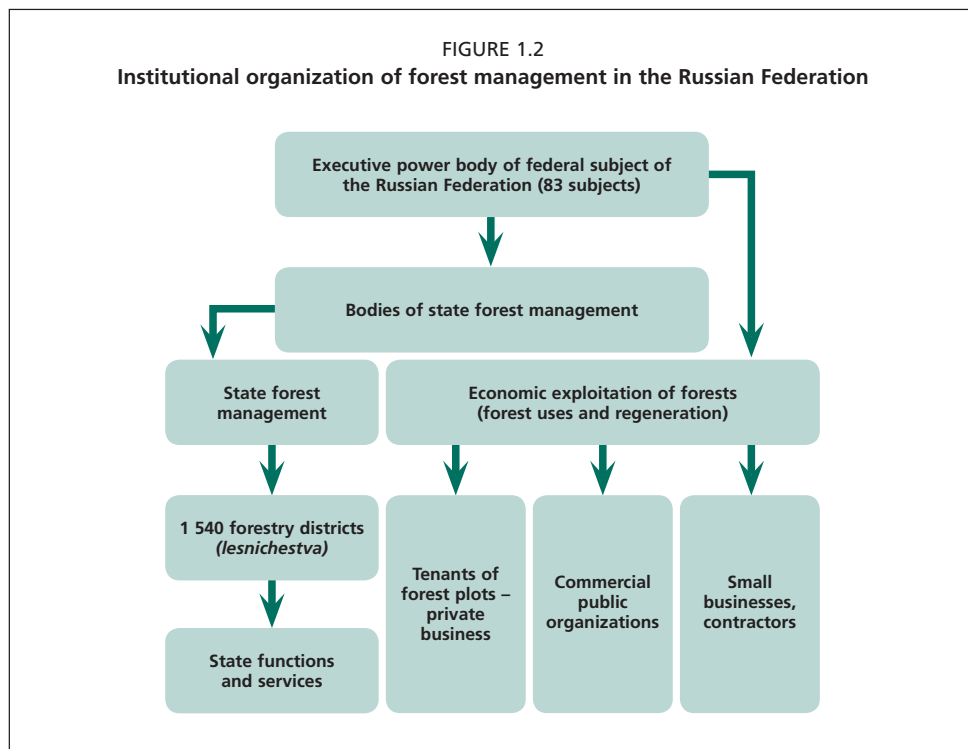 FIGURE 1.2
Institutional organization of forest management in the Russian Federation
Executive power body of federal subject of
the Russian Federation (83 subjects)
Bodies of state forest management
State forest
management
Economic exploitation of forests
(forest uses and regeneration)
1 540 forestry districts
(lesnichestva)
State functions
and services
Tenants of
forest plots –
private
business
Commercial
public
organizations
Small
businesses,
contractors